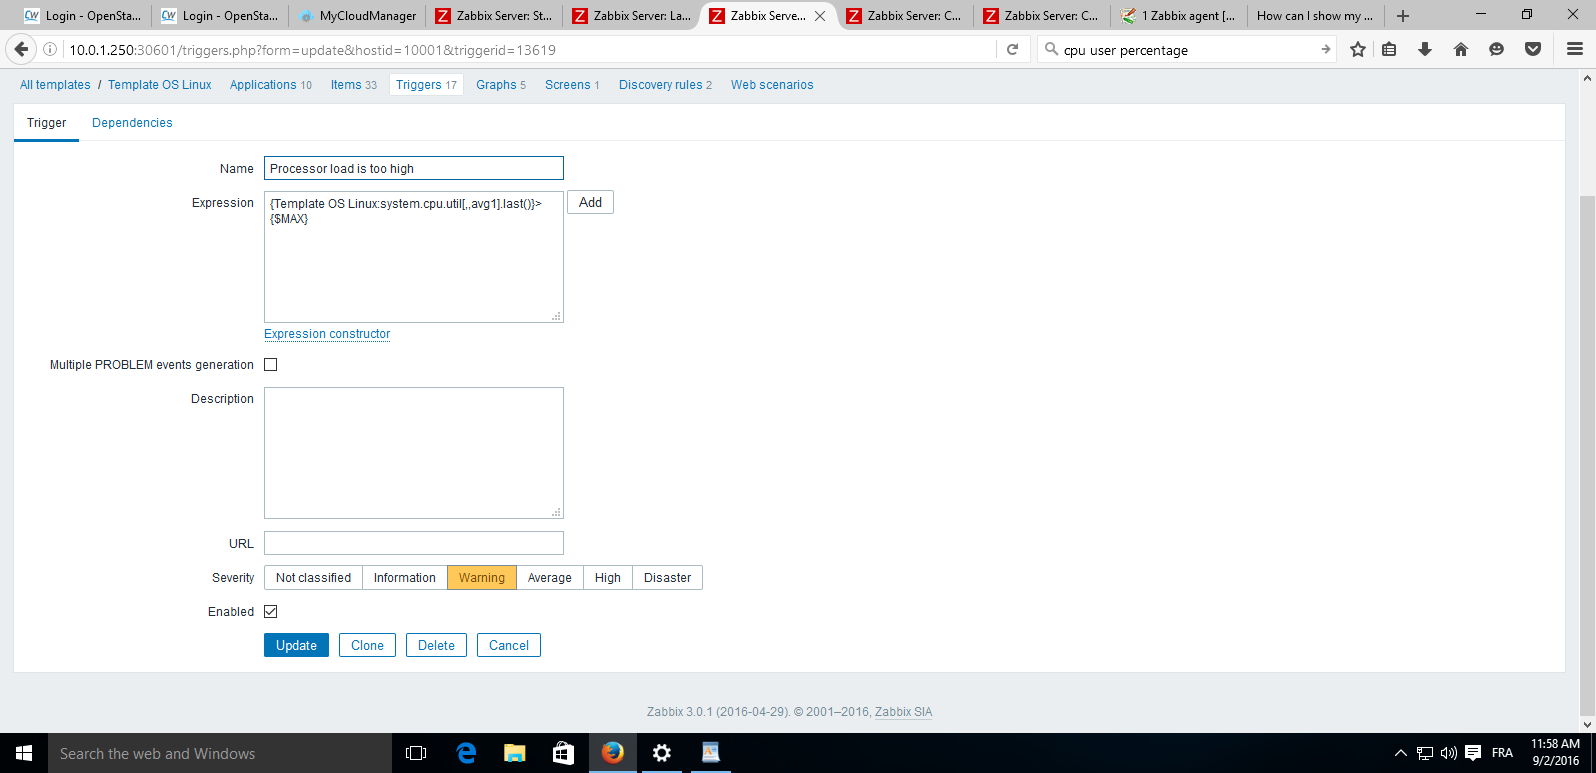 Login - OpenSta...
Login - OpenSta...
MyCloudManager
Zabbix Server: St...
Zabbix Server: La...
Zabbix Serve...
Zabbix Server: C...
Zabbix Server: C...
1 Zabbix agent [...
How can I show my ...
10.0.1.250:30601/triggers.php?form=update&hostid=10001&triggerid=13619
cpu user percentage
All templates / Template OS Linux Applications 10 Items 33 Triggers 17 Graphs 5 Screens 1 Discovery rules 2 Web scenarios
Trigger Dependencies
Name Processor load is too high
Expression {Template OS Linux:system.cpu.util[,,avg1].last()}> Add
{$MAX}
Expression constructor
Multiple PROBLEM events generation
Description
URL
Severity Not classified Information Warning Average High Disaster
Enabled
Update Clone Delete Cancel
Zabbix 3.0.1 (2016-04-29). © 2001–2016, Zabbix SIA
Search the web and Windows
FRA
11:58 AM
9/2/2016